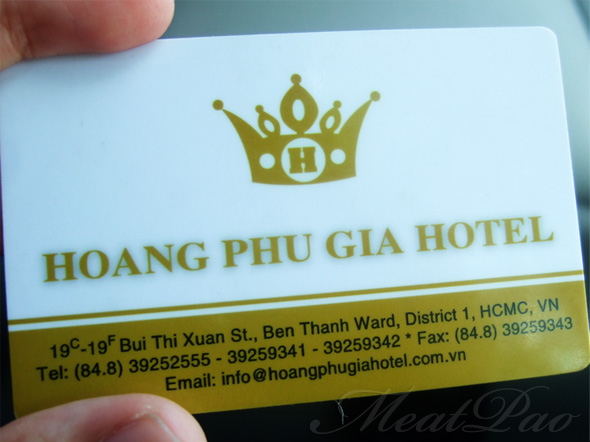 H
HOANG PHU GIA HOTEL
19C-19F Bui Thi Xuan St., Ben Thanh Ward, District 1, HCMC, VN
Tel: (84.8) 39252555 - 39259341 - 39259342 * Fax: (84.8) 39259343
Email: info@hoangphugiahotel.com.vn
MeatPao